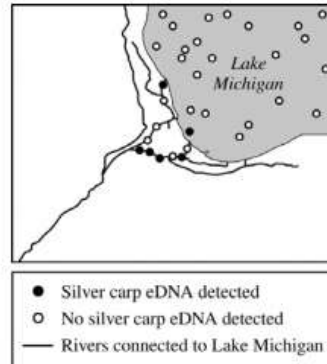 Lake
Michigan
Silver carp eDNA detected
No silver carp eDNA detected
Rivers connected to Lake Michigan